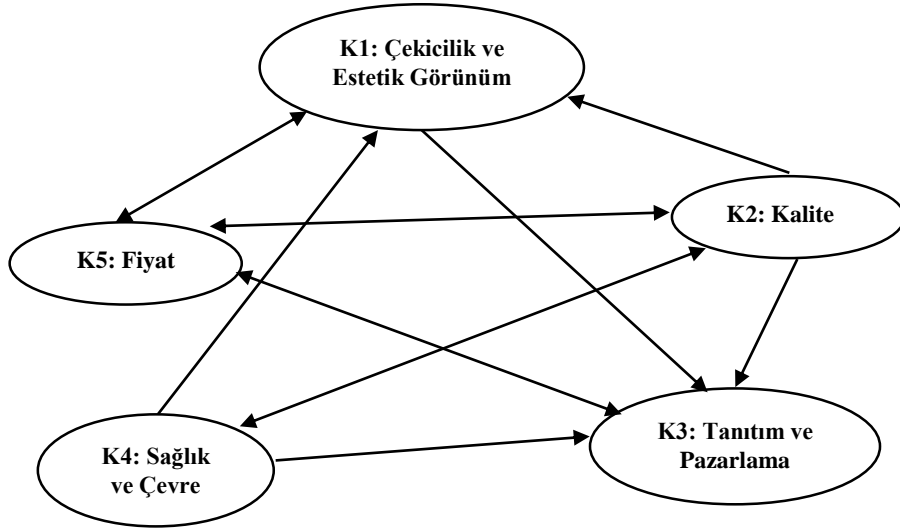 K1: Çekicilik ve
Estetik Görünüm
K2: Kalite
K5: Fiyat
K3: Tanıtım ve
Pazarlama
K4: Sağlık
ve Çevre